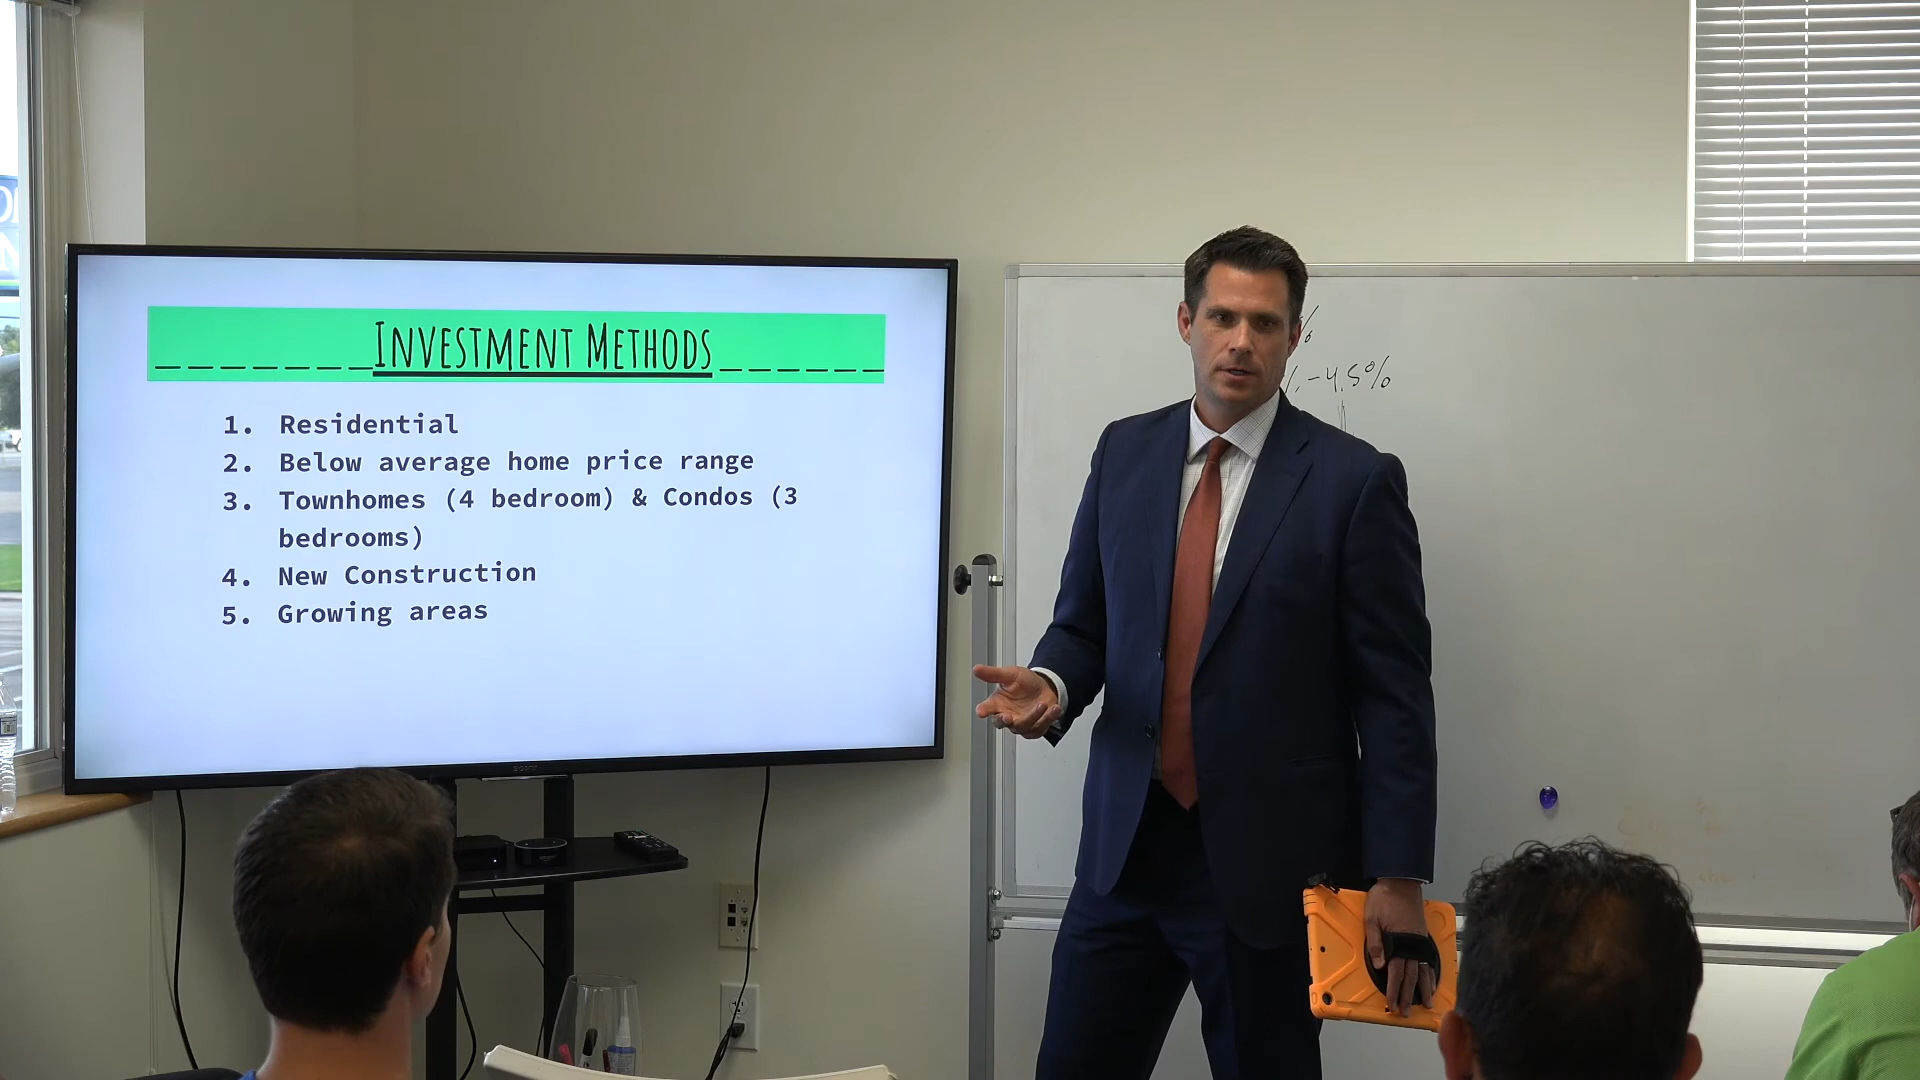 Investment Methods
1. Residential
2. Below average home price range
3. Townhomes (4 bedroom) & Condos (3
bedrooms)
4. New Construction
5. Growing areas
%
%-4.5%
SONY